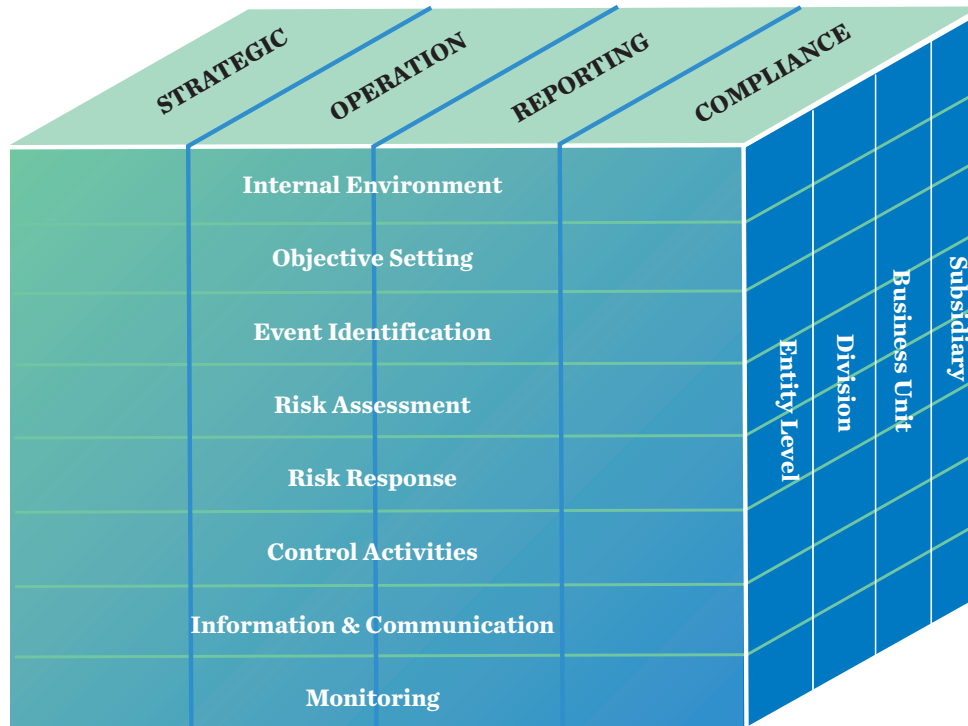 STRATEGIC
OPERATION
REPORTING
COMPLIANCE
Internal Environment
Objective Setting
Event Identification
Risk Assessment
Risk Response
Control Activities
Information & Communication
Monitoring
Entity Level
Division
Business Unit
Subsidiary